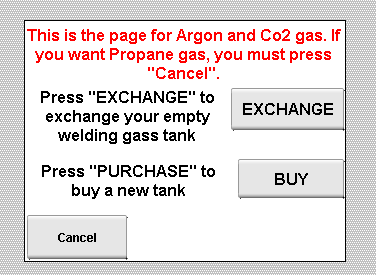 This is the page for Argon and Co2 gas. If
you want Propane gas, you must press
"Cancel".
Press "EXCHANGE" to
exchange your empty
welding gass tank
EXCHANGE
Press "PURCHASE" to
buy a new tank
BUY
Cancel